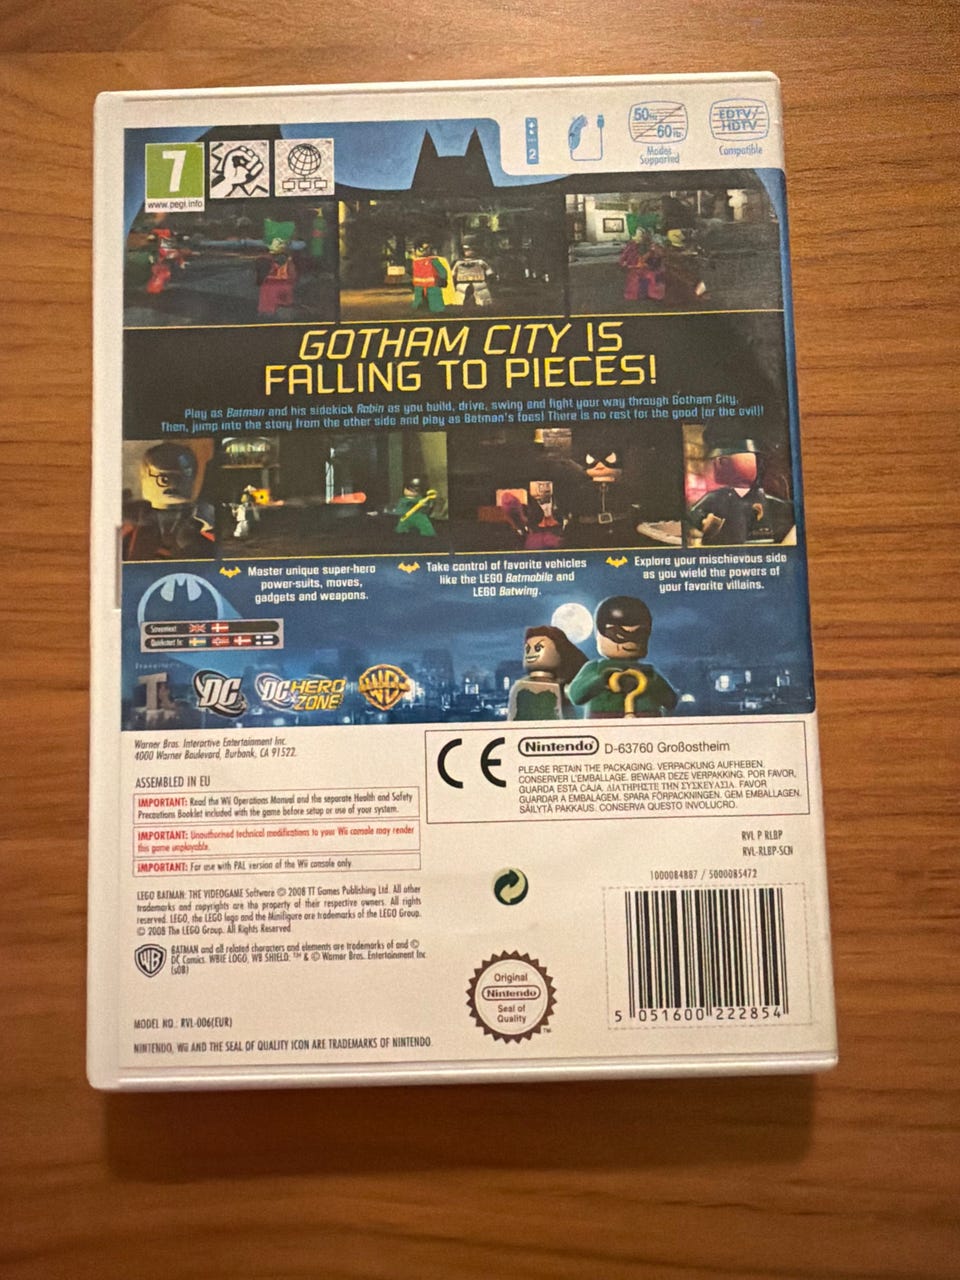 7
www.pegi.info
2
50Hz
60Hz
Modes
Supported
EDTV/
HDTV
Compatible
GOTHAM CITY IS
FALLING TO PIECES!
Play as Batman and his sidekick Robin as you build, drive, swing and fight your way through Gotham City.
Then, jump into the story from the other side and play as Batman's foes! There is no rest for the good (or the evil)!
Master unique super-hero
power-suits, moves,
gadgets and weapons.
Take control of favorite vehicles
like the LEGO Batmobile and
LEGO Batwing.
Explore your mischievous side
as you wield the powers of
your favorite villains.
Traveller's
T
DC
DC HERO
ZONE
WB
Warner Bros. Interactive Entertainment Inc.
4000 Warner Boulevard, Burbank, CA 91522.
ASSEMBLED IN EU
IMPORTANT: Read the Wii Operations Manual and the separate Health and Safety
Precautions Booklet included with the game before setup or use of your system.
IMPORTANT: Unauthorised technical modifications to your Wii console may render
this game unplayable.
IMPORTANT: For use with PAL version of the Wii console only.
LEGO BATMAN: THE VIDEOGAME Software © 2008 TT Games Publishing Ltd. All other
trademarks and copyrights are the property of their respective owners. All rights
reserved. LEGO, the LEGO logo and the Minifigure are trademarks of the LEGO Group.
© 2008 The LEGO Group. All Rights Reserved.
BATMAN and all related characters and elements are trademarks of and ©
DC Comics. WBIE LOGO, WB SHIELD: ™ & © Warner Bros. Entertainment Inc.
(s08)
MODEL NO.: RVL-006(EUR)
NINTENDO, Wii AND THE SEAL OF QUALITY ICON ARE TRADEMARKS OF NINTENDO.
CE
Nintendo D-63760 Großostheim
PLEASE RETAIN THE PACKAGING. VERPACKUNG AUFHEBEN.
CONSERVER L'EMBALLAGE. BEWAAR DEZE VERPAKKING. POR FAVOR,
GUARDA ESTA CAJA. ΔΙΑΤΗΡΗΣΤΕ ΤΗΝ ΣΥΣΚΕΥΑΣΙΑ. FAVOR
GUARDAR A EMBALAGEM. SPARA FÖRPACKNINGEN. GEM EMBALLAGEN.
SÄILYTÄ PAKKAUS. CONSERVA QUESTO INVOLUCRO.
RVL P RLBP
RVL-RLBP-SCN
1000084887 / 5000085472
5 051600 222854
Original
Nintendo
Seal of
Quality
TM